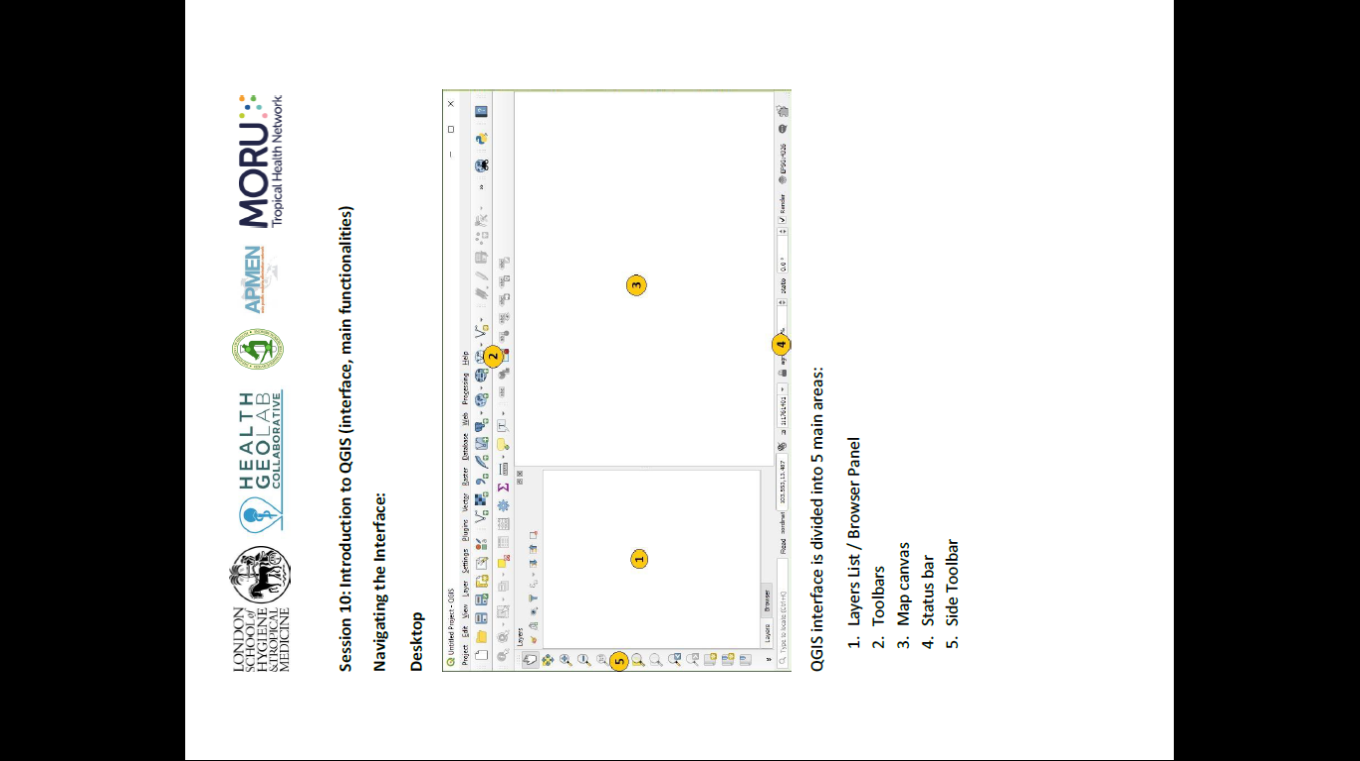 LONDON
SCHOOL of
HYGIENE
& TROPICAL
MEDICINE
HEALTH
GEOLAB
COLLABORATIVE
APMEN
MORU
Tropical Health Network
Session 10: Introduction to QGIS (interface, main functionalities)
Navigating the Interface:
Desktop
Untitled Project - QGIS
Project Edit View Layer Settings Plugins Vector Raster Database Web Processing Help
2
Layers
1
3
5
Layers Browser
4
Render EPSG:4326
QGIS interface is divided into 5 main areas:
1. Layers List / Browser Panel
2. Toolbars
3. Map canvas
4. Status bar
5. Side Toolbar